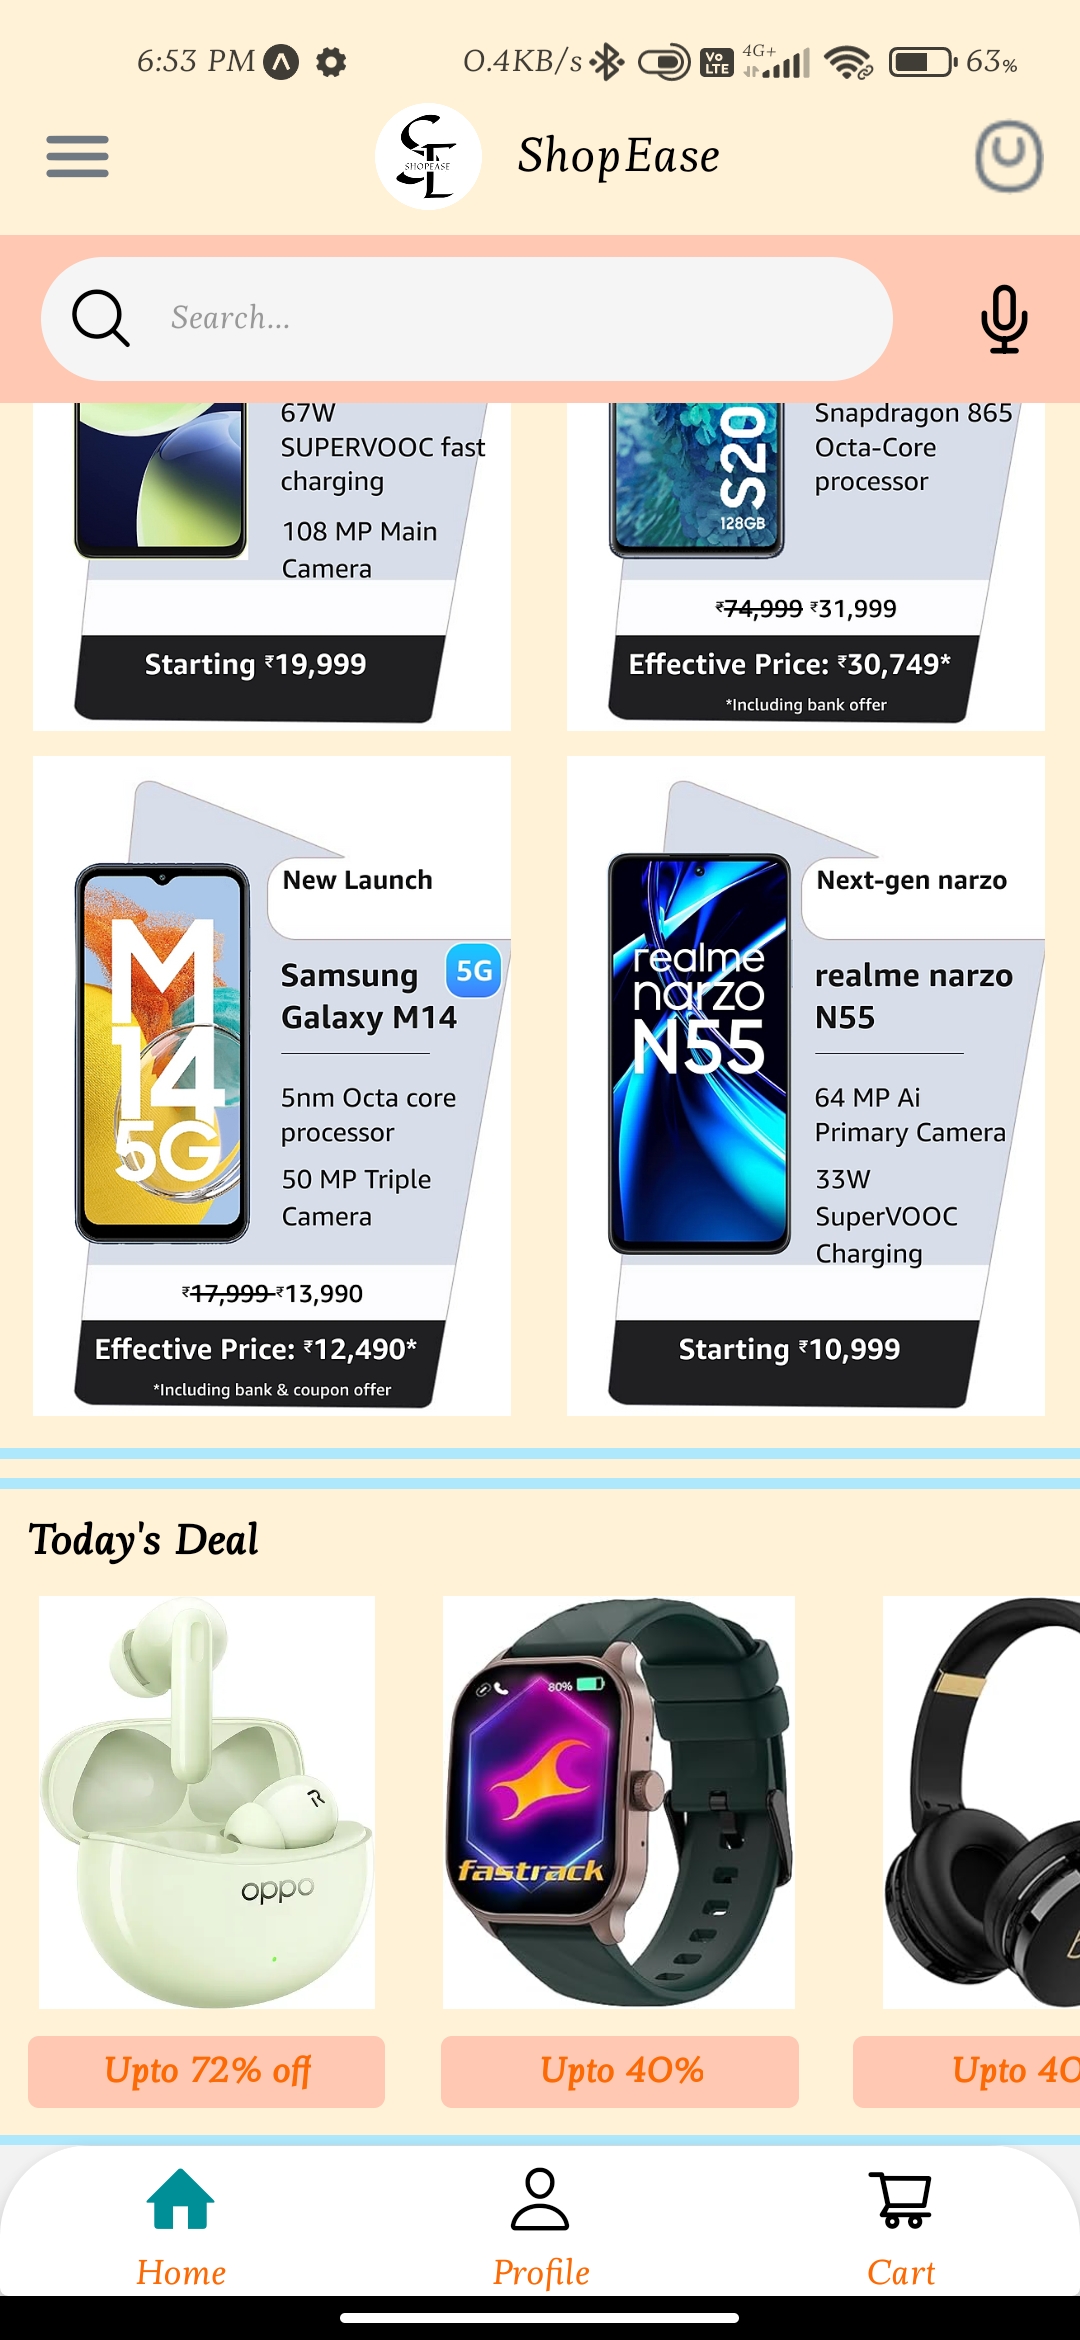 6:53 PM
0.4KB/s
Vo LTE
4G+
63%
SHOPEASE
ShopEase
Search...
67W
SUPERVOOC fast
charging
108 MP Main
Camera
Starting ₹19,999
S20
128GB
Snapdragon 865
Octa-Core
processor
₹74,999 ₹31,999
Effective Price: ₹30,749*
*Including bank offer
M
14
5G
New Launch
Samsung
Galaxy M14
5G
5nm Octa core
processor
50 MP Triple
Camera
₹17,999 ₹13,990
Effective Price: ₹12,490*
*Including bank & coupon offer
realme
narzo
N55
Next-gen narzo
realme narzo
N55
64 MP Ai
Primary Camera
33W
SuperVOOC
Charging
Starting ₹10,999
Today's Deal
R
oppo
80%
fastrack
Upto 72% off
Upto 40%
Upto 40
Home
Profile
Cart